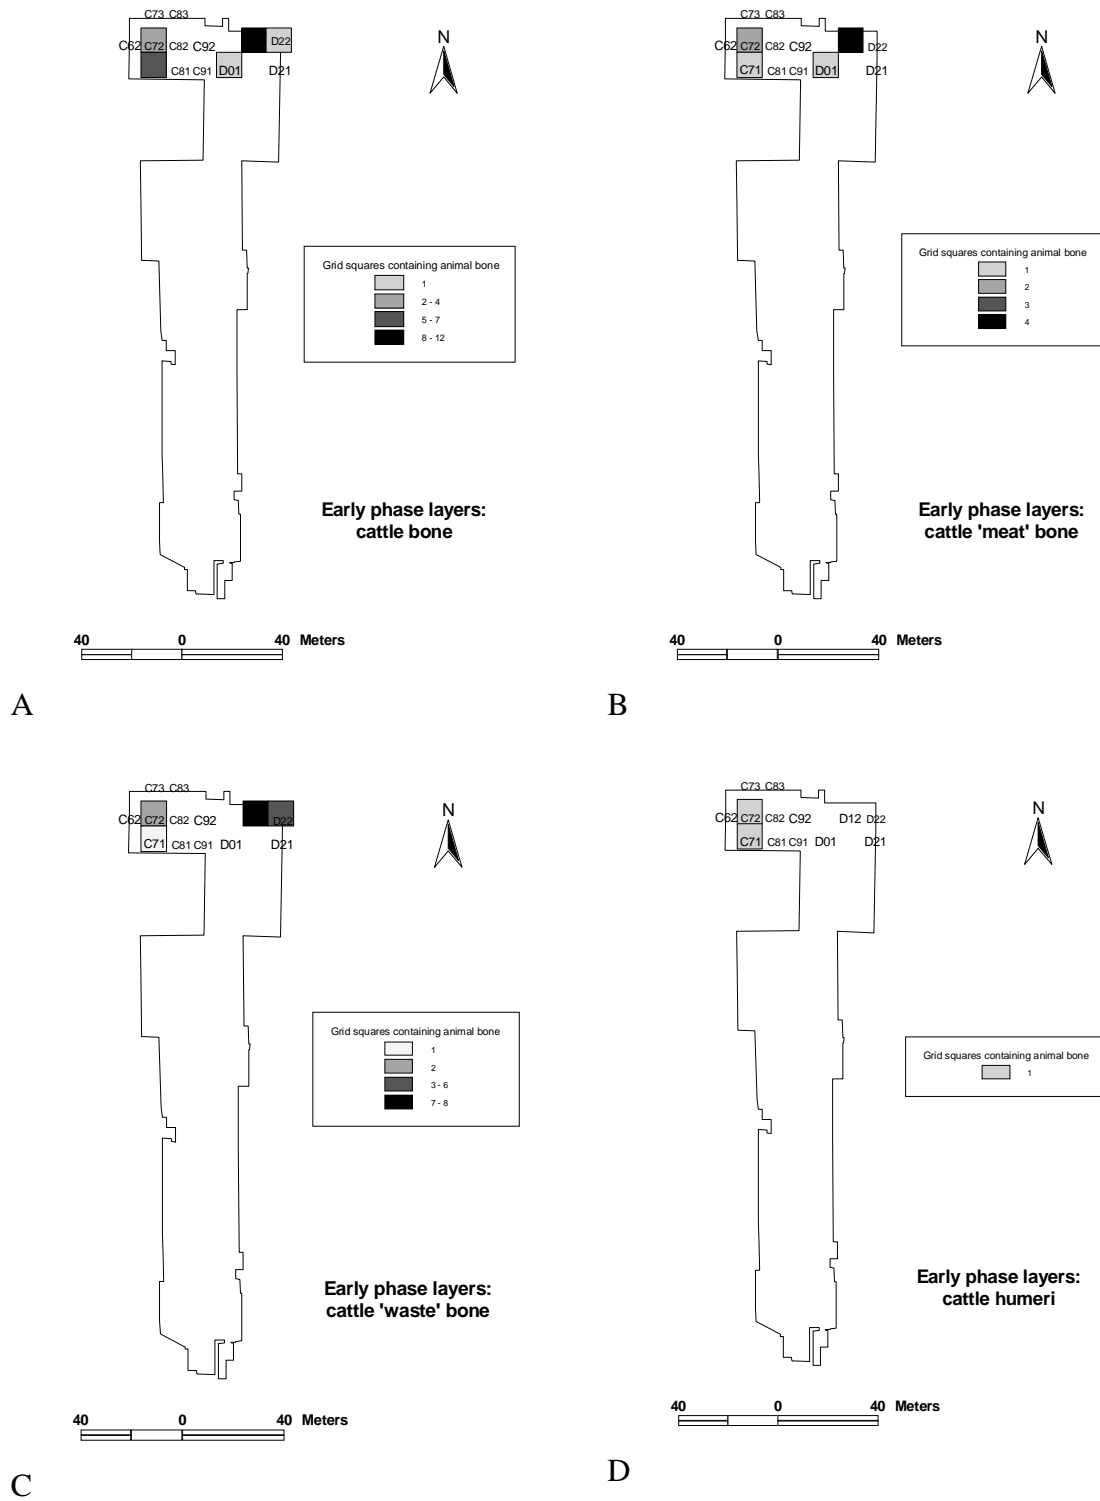 C73 C83
C62 C72 C82 C92 D22
C81 C91 D01 D21
N
Grid squares containing animal bone
1
2 - 4
5 - 7
8 - 12
Early phase layers:
cattle bone
40 0 40 Meters
A
C73 C83
C62 C72 C82 C92 D22
C71 C81 C91 D01 D21
N
Grid squares containing animal bone
1
2
3
4
Early phase layers:
cattle 'meat' bone
40 0 40 Meters
B
C73 C83
C62 C72 C82 C92 D22
C71 C81 C91 D01 D21
N
Grid squares containing animal bone
1
2
3 - 6
7 - 8
Early phase layers:
cattle 'waste' bone
40 0 40 Meters
C
C73 C83
C62 C72 C82 C92 D12 D22
C71 C81 C91 D01 D21
N
Grid squares containing animal bone
1
Early phase layers:
cattle humeri
40 0 40 Meters
D